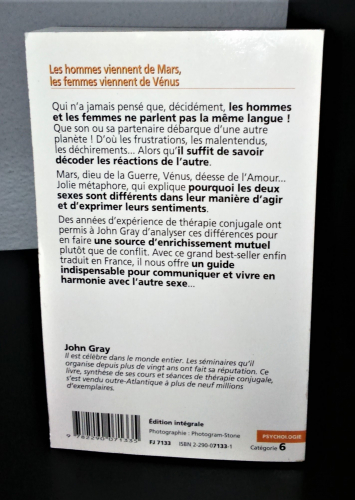 Les hommes viennent de Mars,
les femmes viennent de Vénus
Qui n'a jamais pensé que, décidément, les hommes
et les femmes ne parlent pas la même langue !
Que son ou sa partenaire débarque d'une autre
planète ! D'où les frustrations, les malentendus,
les déchirements... Alors qu'il suffit de savoir
décoder les réactions de l'autre.
Mars, dieu de la Guerre, Vénus, déesse de l'Amour...
Jolie métaphore, qui explique pourquoi les deux
sexes sont différents dans leur manière d'agir
et d'exprimer leurs sentiments.
Des années d'expérience de thérapie conjugale ont
permis à John Gray d'analyser ces différences pour
en faire une source d'enrichissement mutuel
plutôt que de conflit. Avec ce grand best-seller enfin
traduit en France, il nous offre un guide
indispensable pour communiquer et vivre en
harmonie avec l'autre sexe...
John Gray
Il est célèbre dans le monde entier. Les séminaires qu'il
organise depuis plus de vingt ans ont fait sa réputation. Ce
livre, synthèse de ses cours et séances de thérapie conjugale,
s'est vendu outre-Atlantique à plus de neuf millions
d'exemplaires.
Édition intégrale
Photographie : Photogram-Stone
9 782290 071335
FJ 7133 ISBN 2-290-07133-1
PSYCHOLOGIE
Catégorie 6